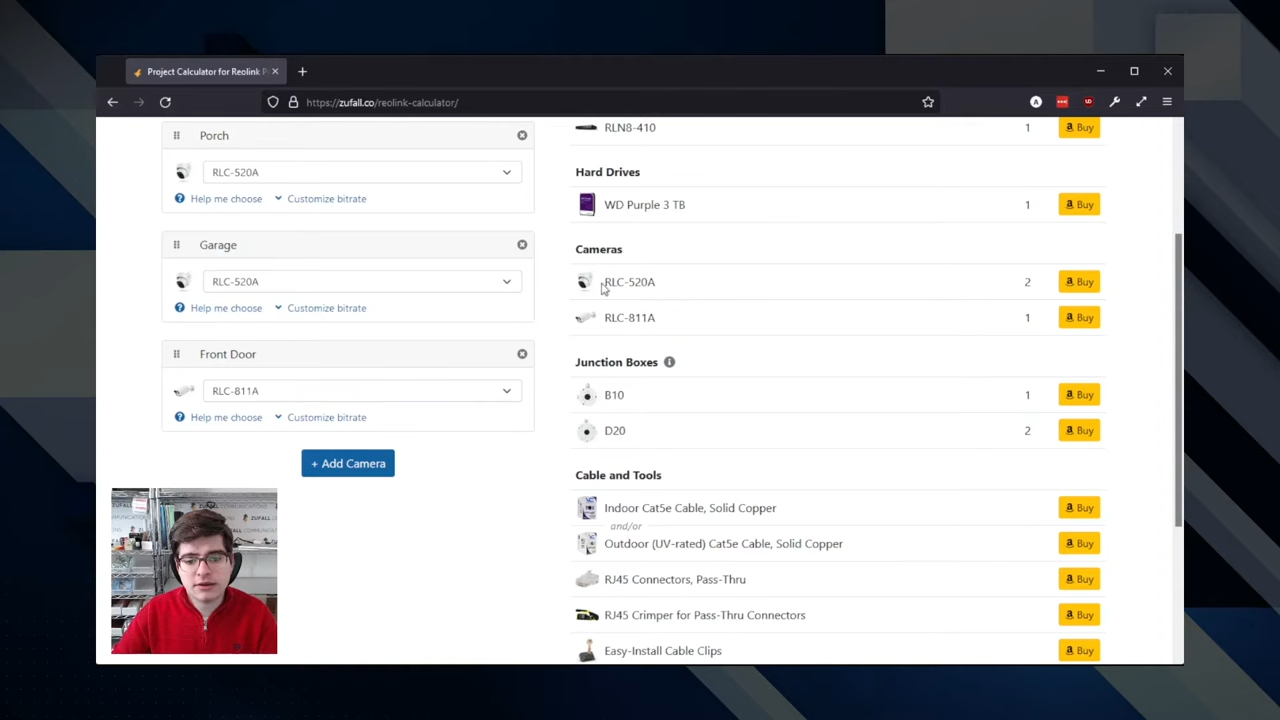 Project Calculator for Reolink P
https://zufall.co/reolink-calculator/
Porch
RLC-520A
Help me choose
Customize bitrate
Garage
RLC-520A
Help me choose
Customize bitrate
Front Door
RLC-811A
Help me choose
Customize bitrate
+ Add Camera
RLN8-410 1 Buy
Hard Drives
WD Purple 3 TB 1 Buy
Cameras
RLC-520A 2 Buy
RLC-811A 1 Buy
Junction Boxes
B10 1 Buy
D20 2 Buy
Cable and Tools
Indoor Cat5e Cable, Solid Copper Buy
and/or
Outdoor (UV-rated) Cat5e Cable, Solid Copper Buy
RJ45 Connectors, Pass-Thru Buy
RJ45 Crimper for Pass-Thru Connectors Buy
Easy-Install Cable Clips Buy